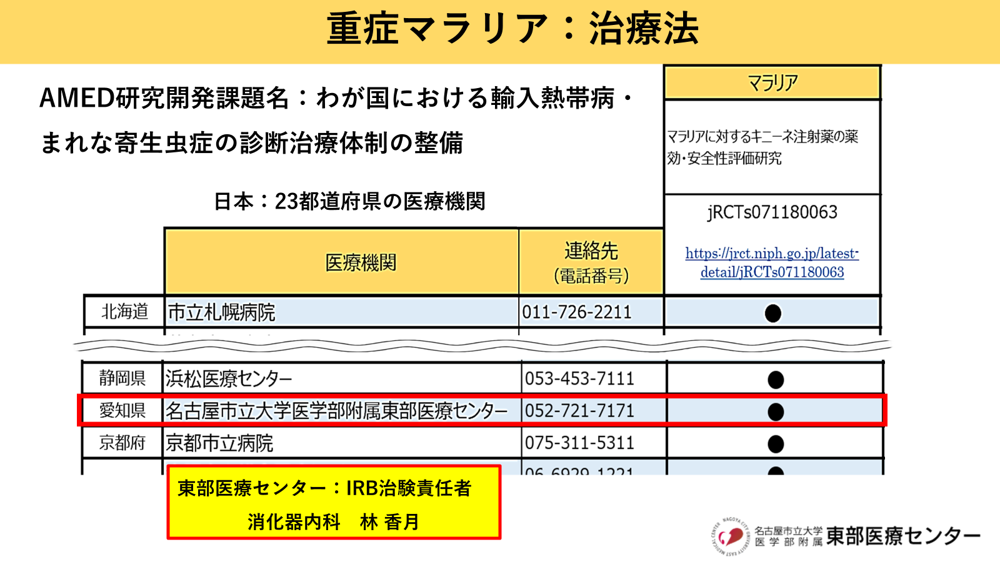 重症マラリア：治療法
AMED研究開発課題名：わが国における輸入熱帯病・
まれな寄生虫症の診断治療体制の整備
日本：23都道府県の医療機関
マラリア
マラリアに対するキニーネ注射薬の薬
効・安全性評価研究
jRCTs071180063
https://jrct.niph.go.jp/latest-
detail/jRCTs071180063
医療機関
連絡先
（電話番号）
北海道 市立札幌病院 011-726-2211 ●
静岡県 浜松医療センター 053-453-7111 ●
愛知県 名古屋市立大学医学部附属東部医療センター 052-721-7171 ●
京都府 京都市立病院 075-311-5311 ●
06-6929-1221 ●
東部医療センター：IRB治験責任者
消化器内科　林 香月
NAGOYA CITY UNIVERSITY EAST MEDICAL CENTER
名古屋市立大学
医学部附属 東部医療センター